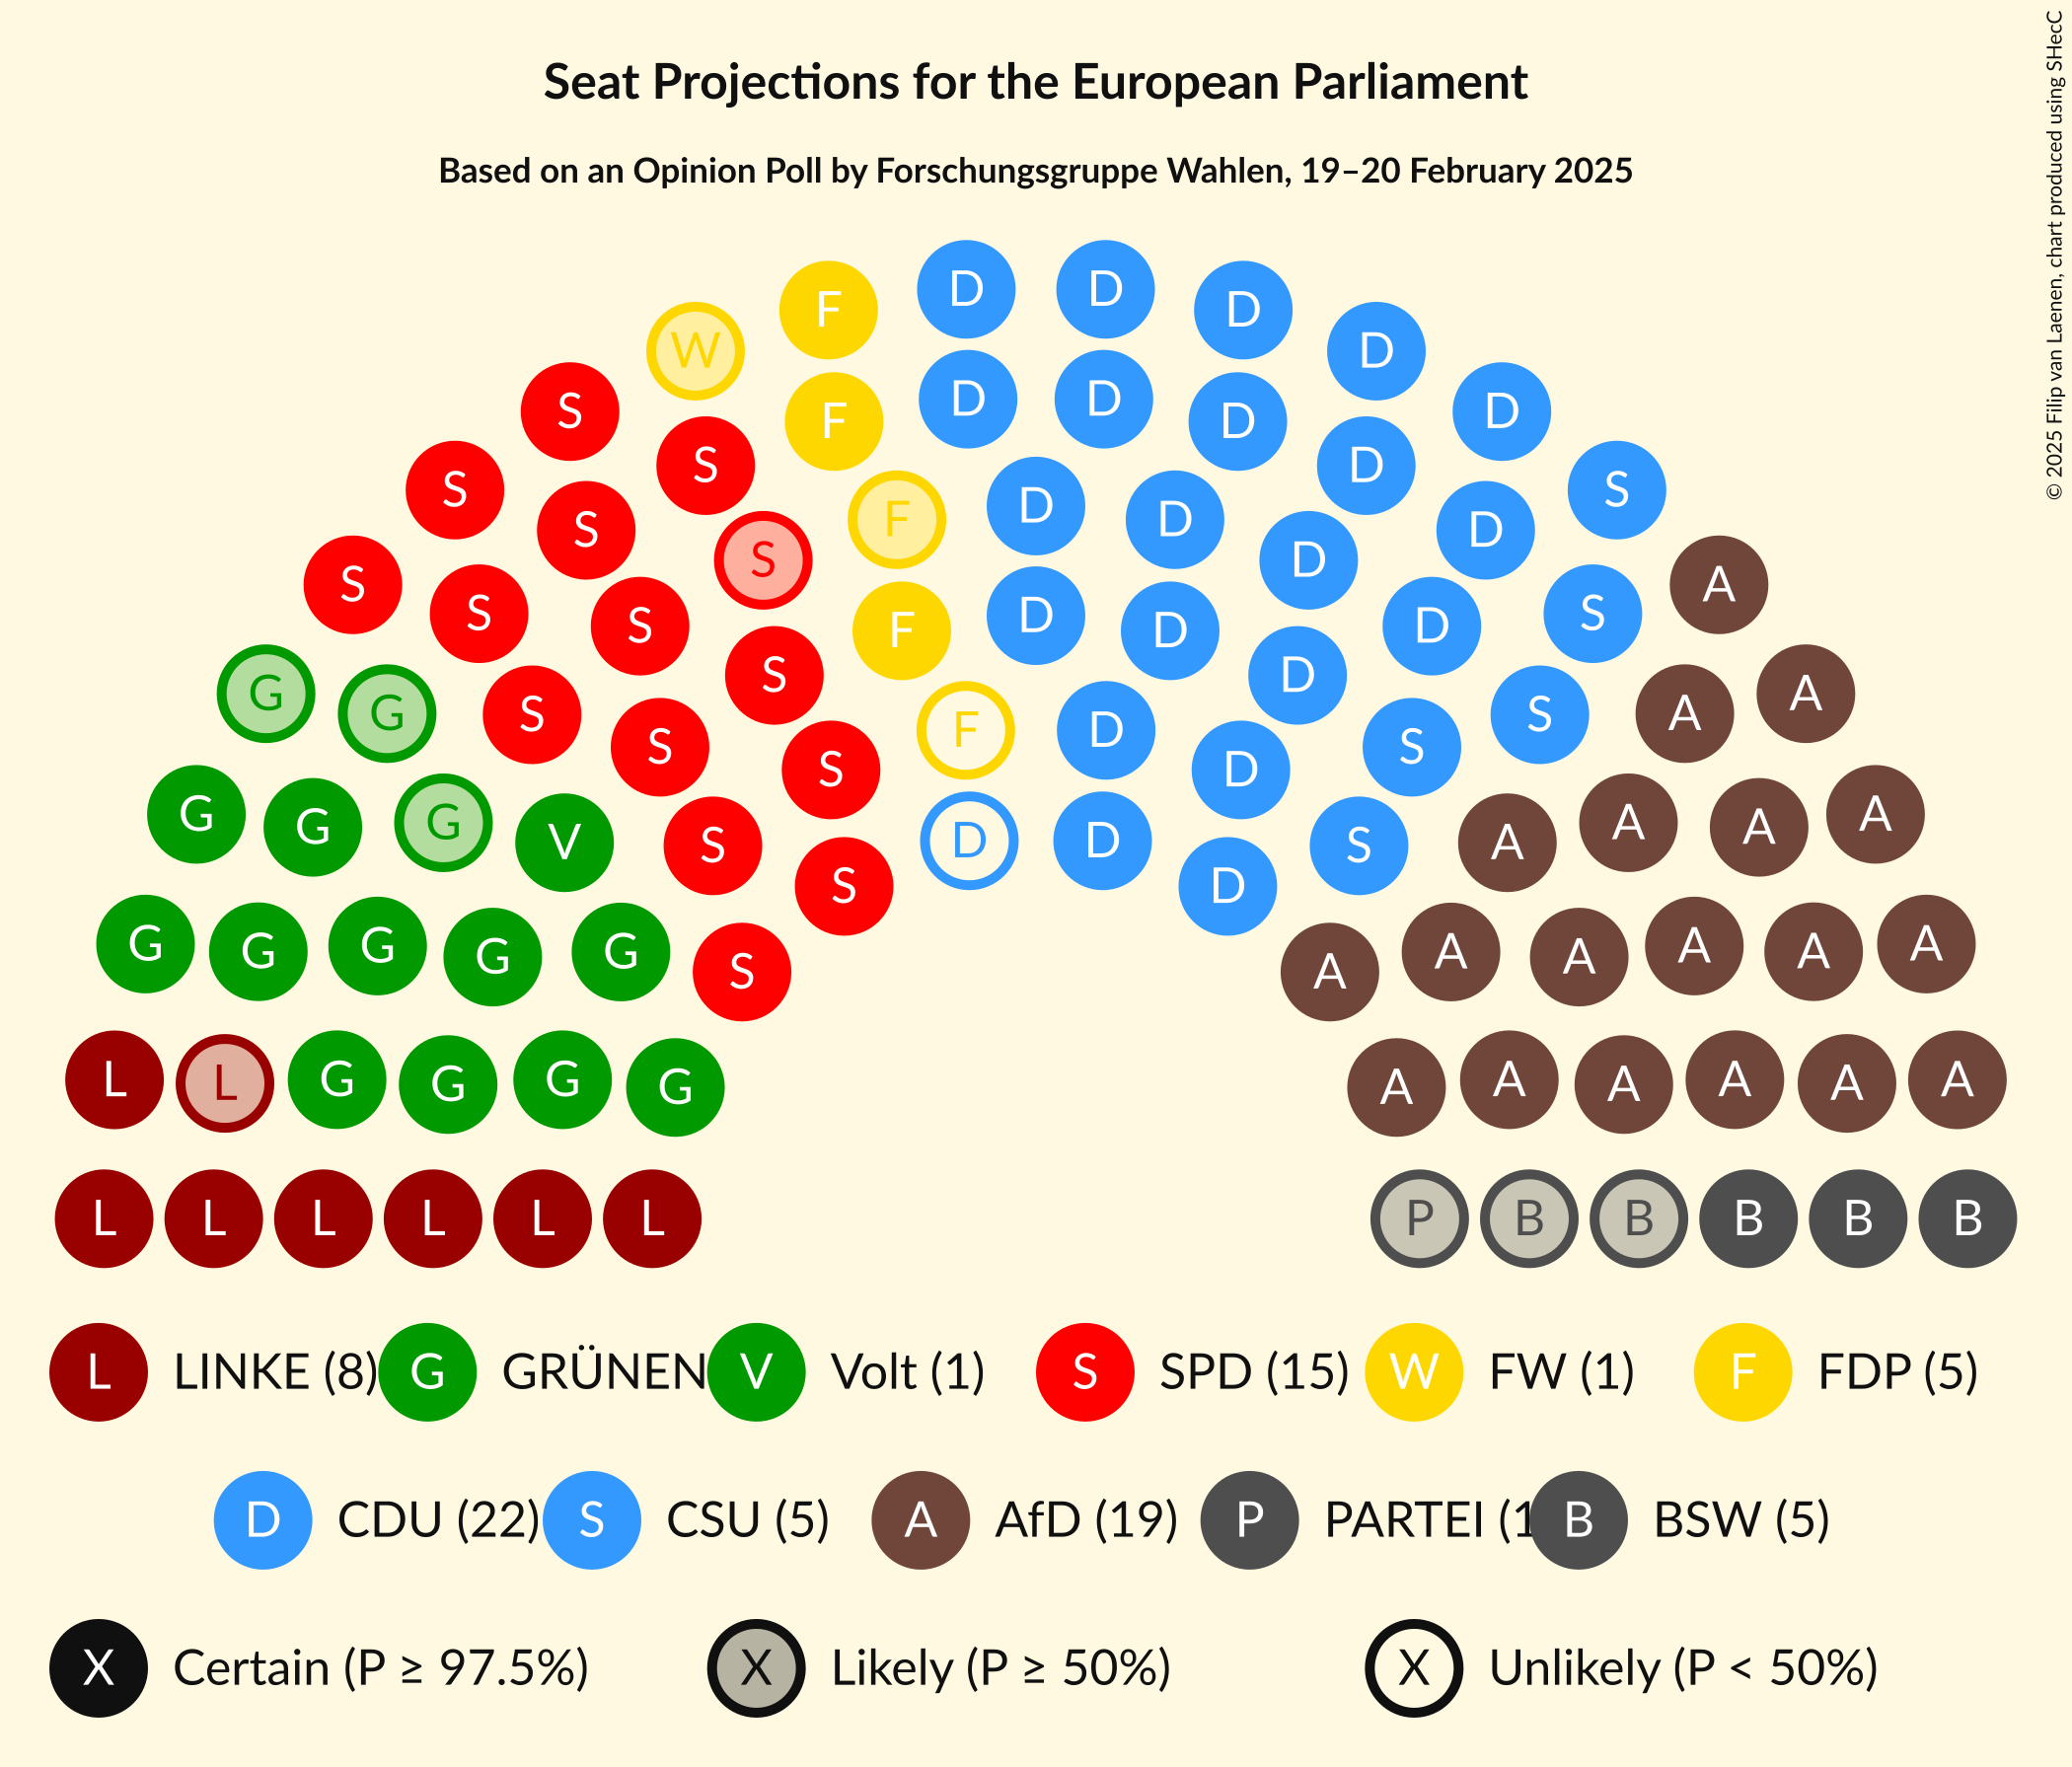 Seat Projections for the European Parliament
Based on an Opinion Poll by Forschungsgruppe Wahlen, 19–20 February 2025
© 2025 Filip van Laenen, chart produced using SHecC
D D
F D
W D
D D
S F D D
S D
S S
D
F D
S D
S S D
S A
S S
S D D
F D
S D
G A
G S S A
F D
S S
S D
G V A
G G A A A
S D D S
S D
G A
G G G G G A A A A A
S A
L G G A A A
L G G A A A
L L L L L L P B B B B B
L LINKE (8) G GRÜNEN V Volt (1) S SPD (15) W FW (1) F FDP (5)
D CDU (22) S CSU (5) A AfD (19) P PARTEI (1 B BSW (5)
X Certain (P ≥ 97.5%) X Likely (P ≥ 50%) X Unlikely (P < 50%)